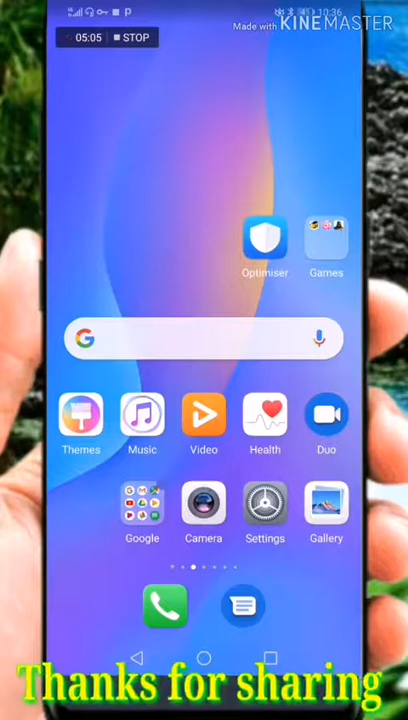 10:36
Made with KINEMASTER
05:05 STOP
Optimiser Games
G
Themes Music Video Health Duo
Google Camera Settings Gallery
Thanks for sharing